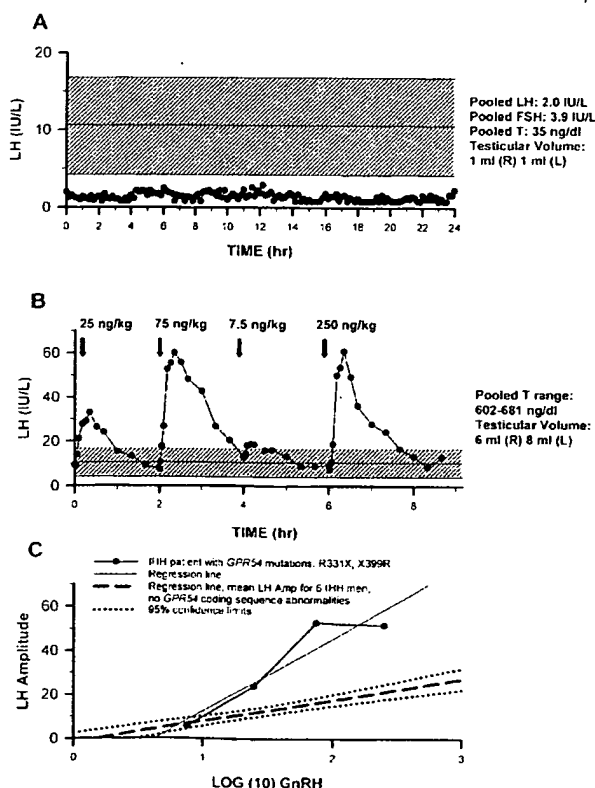 A
20
10
0
LH (IU/L)
0 2 4 6 8 10 12 14 16 18 20 22 24
TIME (hr)
Pooled LH: 2.0 IU/L
Pooled FSH: 3.9 IU/L
Pooled T: 35 ng/dl
Testicular Volume:
1 ml (R) 1 ml (L)
B
25 ng/kg 75 ng/kg 7.5 ng/kg 250 ng/kg
60
40
20
0
LH (IU/L)
0 2 4 6 8
TIME (hr)
Pooled T range:
602-681 ng/dl
Testicular Volume:
6 ml (R) 8 ml (L)
C
IHH patient with GPR54 mutations: R331X, X399R
Regression line
Regression line, mean LH Amp for 6 IHH men,
no GPR54 coding sequence abnormalities
95% confidence limits
60
40
20
0
LH Amplitude
0 1 2 3
LOG (10) GnRH